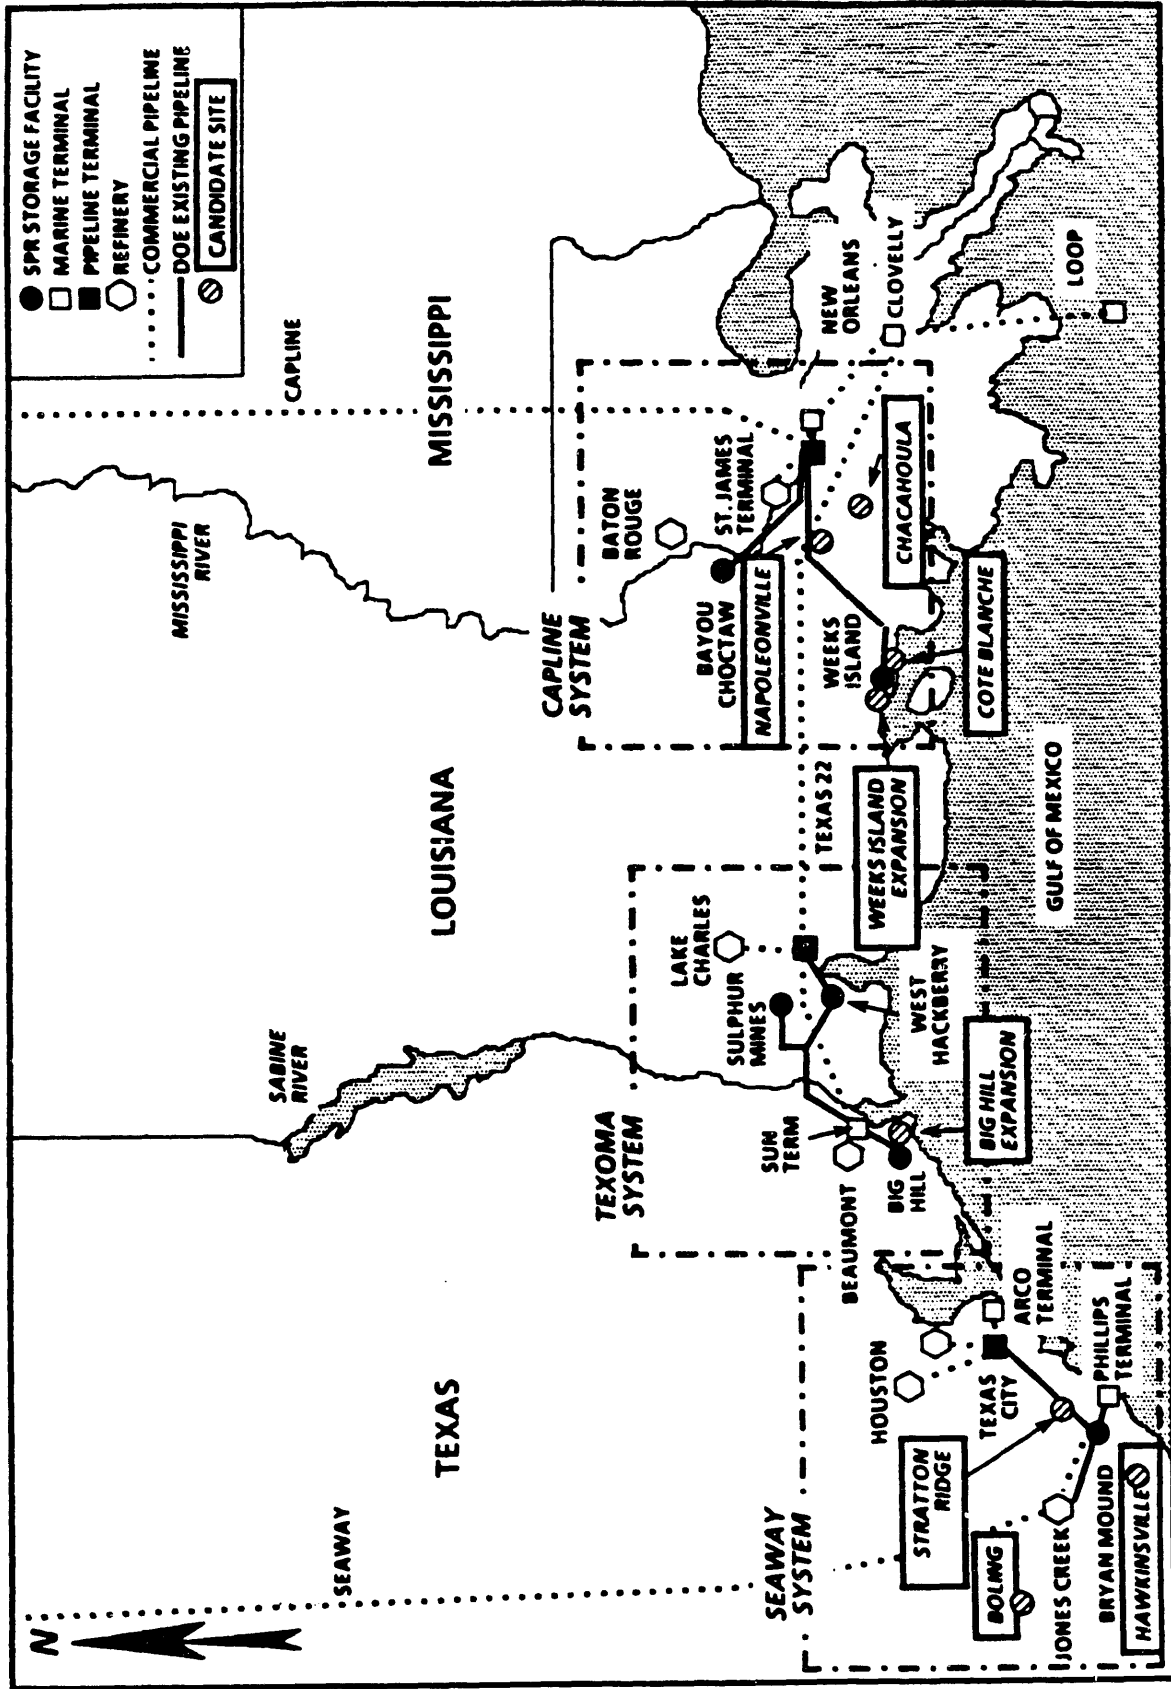 SPR STORAGE FACILITY
MARINE TERMINAL
PIPELINE TERMINAL
REFINERY
COMMERCIAL PIPELINE
DOE EXISTING PIPELINE
CANDIDATE SITE
N
SEAWAY
TEXAS
SABINE
RIVER
LOUISIANA
MISSISSIPPI
RIVER
MISSISSIPPI
CAPLINE
SEAWAY
SYSTEM
TEXOMA
SYSTEM
CAPLINE
SYSTEM
BATON
ROUGE
ST. JAMES
TERMINAL
BAYOU
CHOCTAW
NAPOLEONVILLE
WEEKS
ISLAND
CHACAHOULA
COTE BLANCHE
WEEKS ISLAND
EXPANSION
NEW
ORLEANS
CLOVELLY
LOOP
TEXAS 22
LAKE
CHARLES
SULPHUR
MINES
WEST
HACKBERRY
BIG HILL
EXPANSION
SUN
TERM
BEAUMONT
BIG
HILL
HOUSTON
TEXAS
CITY
ARCO
TERMINAL
PHILLIPS
TERMINAL
STRATTON
RIDGE
BOLING
JONES CREEK
BRYAN MOUND
HAWKINSVILLE
GULF OF MEXICO